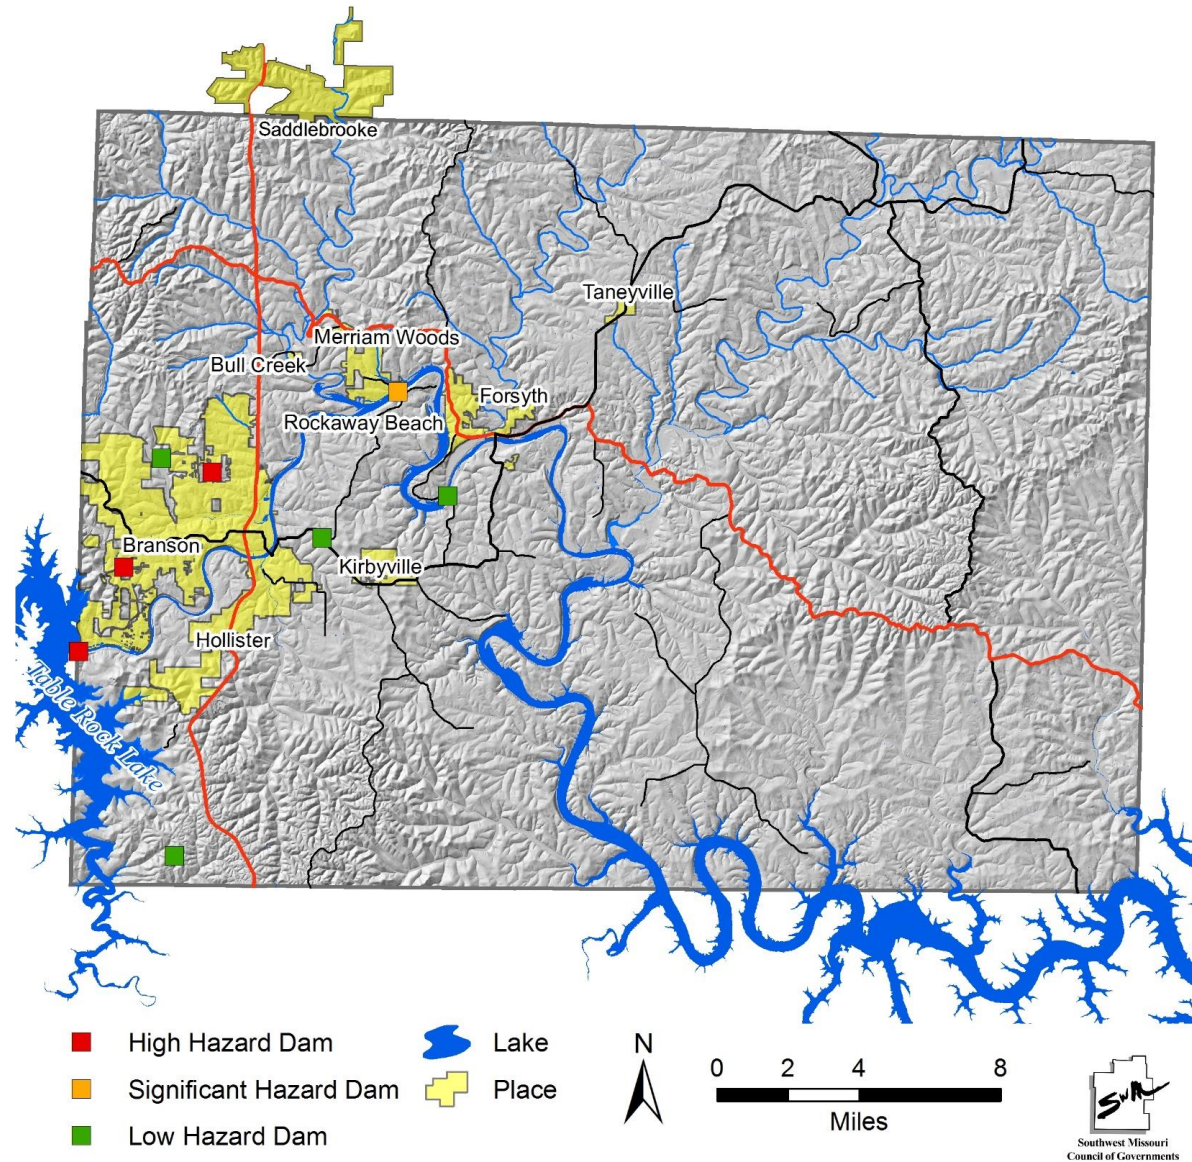 Saddlebrooke
Taneyville
Merriam Woods
Bull Creek
Forsyth
Rockaway Beach
Branson
Kirbyville
Hollister
Table Rock Lake
High Hazard Dam
Lake
N
0 2 4 8
Significant Hazard Dam
Place
Miles
Low Hazard Dam
Southwest Missouri
Council of Governments